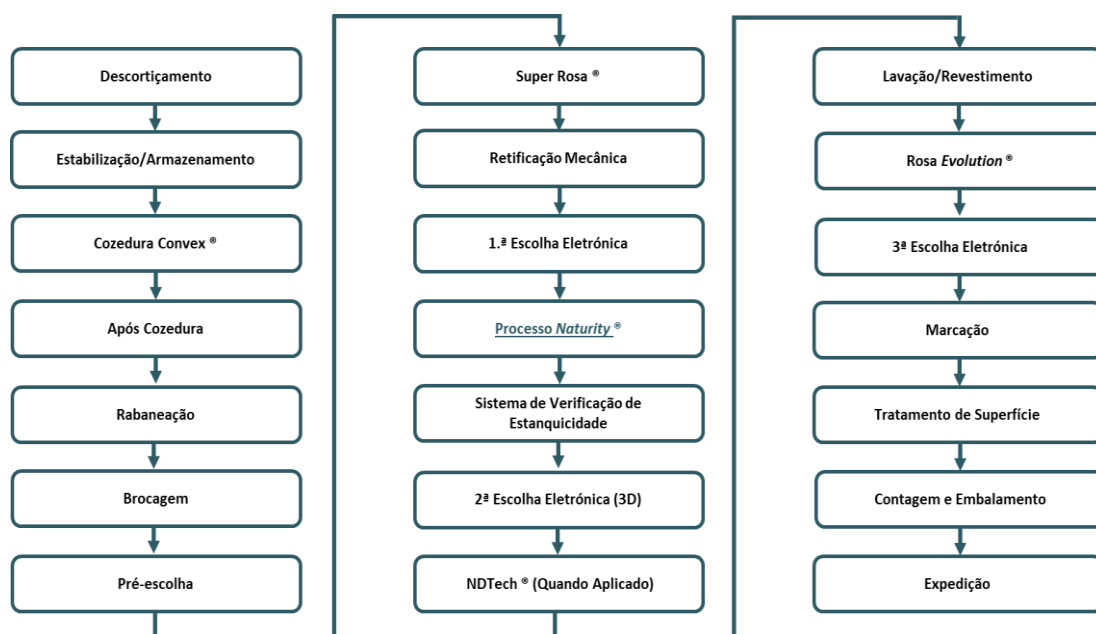 Descortiçamento
Estabilização/Armazenamento
Cozedura Convex ®
Após Cozedura
Rabaneação
Brocagem
Pré-escolha
Super Rosa ®
Retificação Mecânica
1.ª Escolha Eletrónica
Processo Naturity ®
Sistema de Verificação de
Estanquicidade
2ª Escolha Eletrónica (3D)
NDTech ® (Quando Aplicado)
Lavação/Revestimento
Rosa Evolution ®
3ª Escolha Eletrónica
Marcação
Tratamento de Superfície
Contagem e Embalamento
Expedição